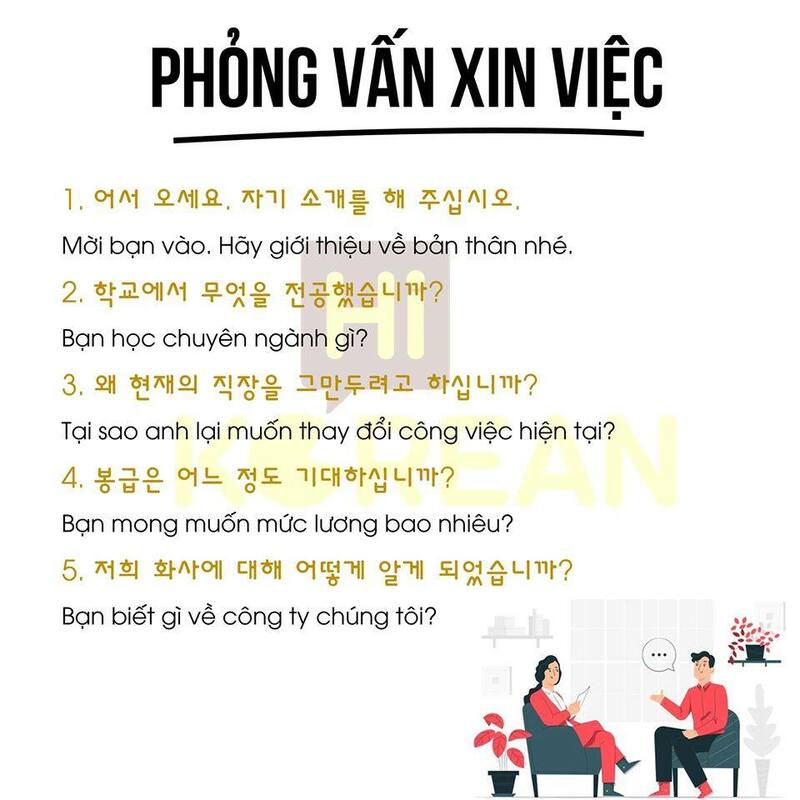 PHỎNG VẤN XIN VIỆC
1. 어서 오세요. 자기 소개를 해 주십시오.
Mời bạn vào. Hãy giới thiệu về bản thân nhé.
2. 학교에서 무엇을 전공했습니까?
Bạn học chuyên ngành gì?
3. 왜 현재의 직장을 그만두려고 하십니까?
Tại sao anh lại muốn thay đổi công việc hiện tại?
4. 봉급은 어느 정도 기대하십니까?
Bạn mong muốn mức lương bao nhiêu?
5. 저희 화사에 대해 어떻게 알게 되었습니까?
Bạn biết gì về công ty chúng tôi?
HI
KOREAN